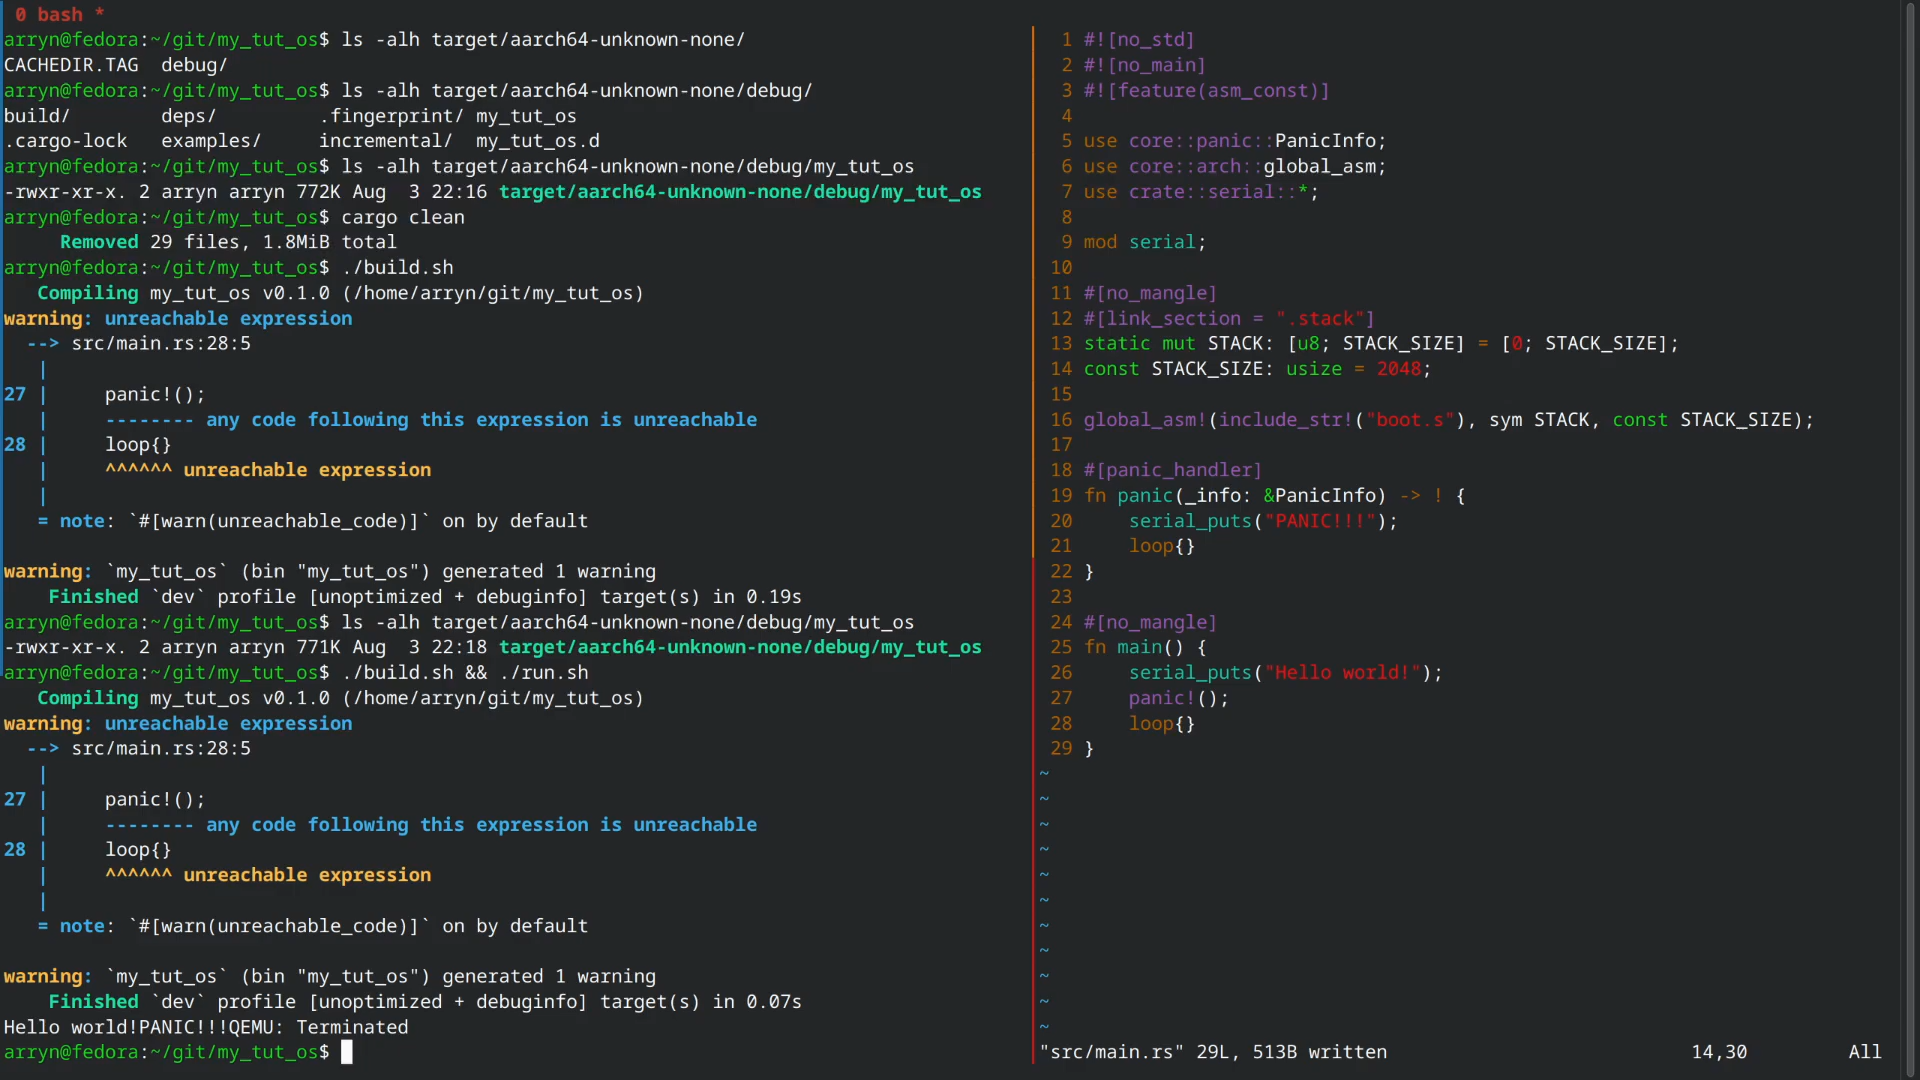 0 bash *
arryn@fedora:~/git/my_tut_os$ ls -alh target/aarch64-unknown-none/
CACHEDIR.TAG  debug/
arryn@fedora:~/git/my_tut_os$ ls -alh target/aarch64-unknown-none/debug/
build/        deps/         .fingerprint/ my_tut_os
.cargo-lock   examples/     incremental/  my_tut_os.d
arryn@fedora:~/git/my_tut_os$ ls -alh target/aarch64-unknown-none/debug/my_tut_os
-rwxr-xr-x. 2 arryn arryn 772K Aug  3 22:16 target/aarch64-unknown-none/debug/my_tut_os
arryn@fedora:~/git/my_tut_os$ cargo clean
     Removed 29 files, 1.8MiB total
arryn@fedora:~/git/my_tut_os$ ./build.sh
   Compiling my_tut_os v0.1.0 (/home/arryn/git/my_tut_os)
warning: unreachable expression
  --> src/main.rs:28:5
   |
27 |     panic!();
   |     -------- any code following this expression is unreachable
28 |     loop{}
   |     ^^^^^^ unreachable expression
   |
   = note: `#[warn(unreachable_code)]` on by default
warning: `my_tut_os` (bin "my_tut_os") generated 1 warning
    Finished `dev` profile [unoptimized + debuginfo] target(s) in 0.19s
arryn@fedora:~/git/my_tut_os$ ls -alh target/aarch64-unknown-none/debug/my_tut_os
-rwxr-xr-x. 2 arryn arryn 771K Aug  3 22:18 target/aarch64-unknown-none/debug/my_tut_os
arryn@fedora:~/git/my_tut_os$ ./build.sh && ./run.sh
   Compiling my_tut_os v0.1.0 (/home/arryn/git/my_tut_os)
warning: unreachable expression
  --> src/main.rs:28:5
   |
27 |     panic!();
   |     -------- any code following this expression is unreachable
28 |     loop{}
   |     ^^^^^^ unreachable expression
   |
   = note: `#[warn(unreachable_code)]` on by default
warning: `my_tut_os` (bin "my_tut_os") generated 1 warning
    Finished `dev` profile [unoptimized + debuginfo] target(s) in 0.07s
Hello world!PANIC!!!QEMU: Terminated
arryn@fedora:~/git/my_tut_os$
1 #![no_std]
2 #![no_main]
3 #![feature(asm_const)]
4
5 use core::panic::PanicInfo;
6 use core::arch::global_asm;
7 use crate::serial::*;
8
9 mod serial;
10
11 #[no_mangle]
12 #[link_section = ".stack"]
13 static mut STACK: [u8; STACK_SIZE] = [0; STACK_SIZE];
14 const STACK_SIZE: usize = 2048;
15
16 global_asm!(include_str!("boot.s"), sym STACK, const STACK_SIZE);
17
18 #[panic_handler]
19 fn panic(_info: &PanicInfo) -> ! {
20     serial_puts("PANIC!!!");
21     loop{}
22 }
23
24 #[no_mangle]
25 fn main() {
26     serial_puts("Hello world!");
27     panic!();
28     loop{}
29 }
~
~
~
~
~
~
~
~
~
~
~
"src/main.rs" 29L, 513B written 14,30 All